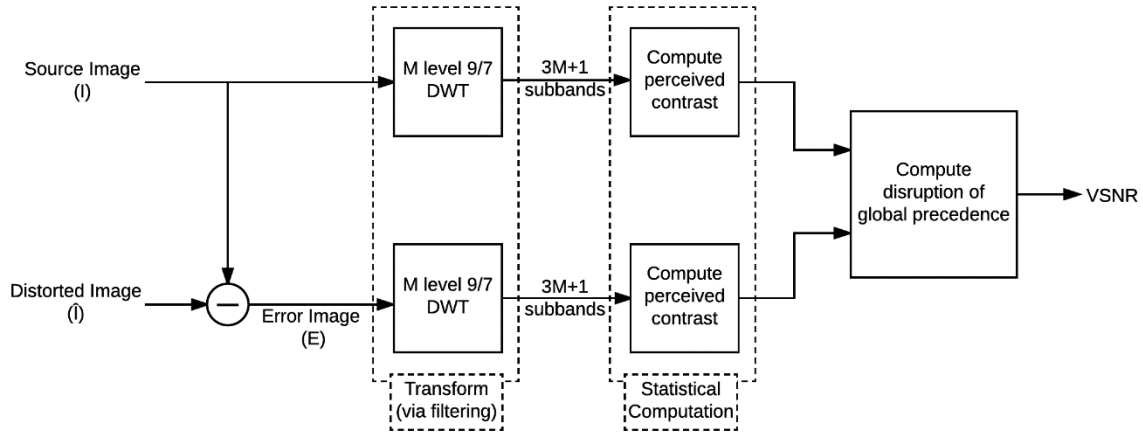 Source Image
(I)
M level 9/7
DWT
3M+1
subbands
Compute
perceived
contrast
Compute
disruption of
global precedence
VSNR
Distorted Image
(Î)
Error Image
(E)
M level 9/7
DWT
3M+1
subbands
Compute
perceived
contrast
Transform
(via filtering)
Statistical
Computation